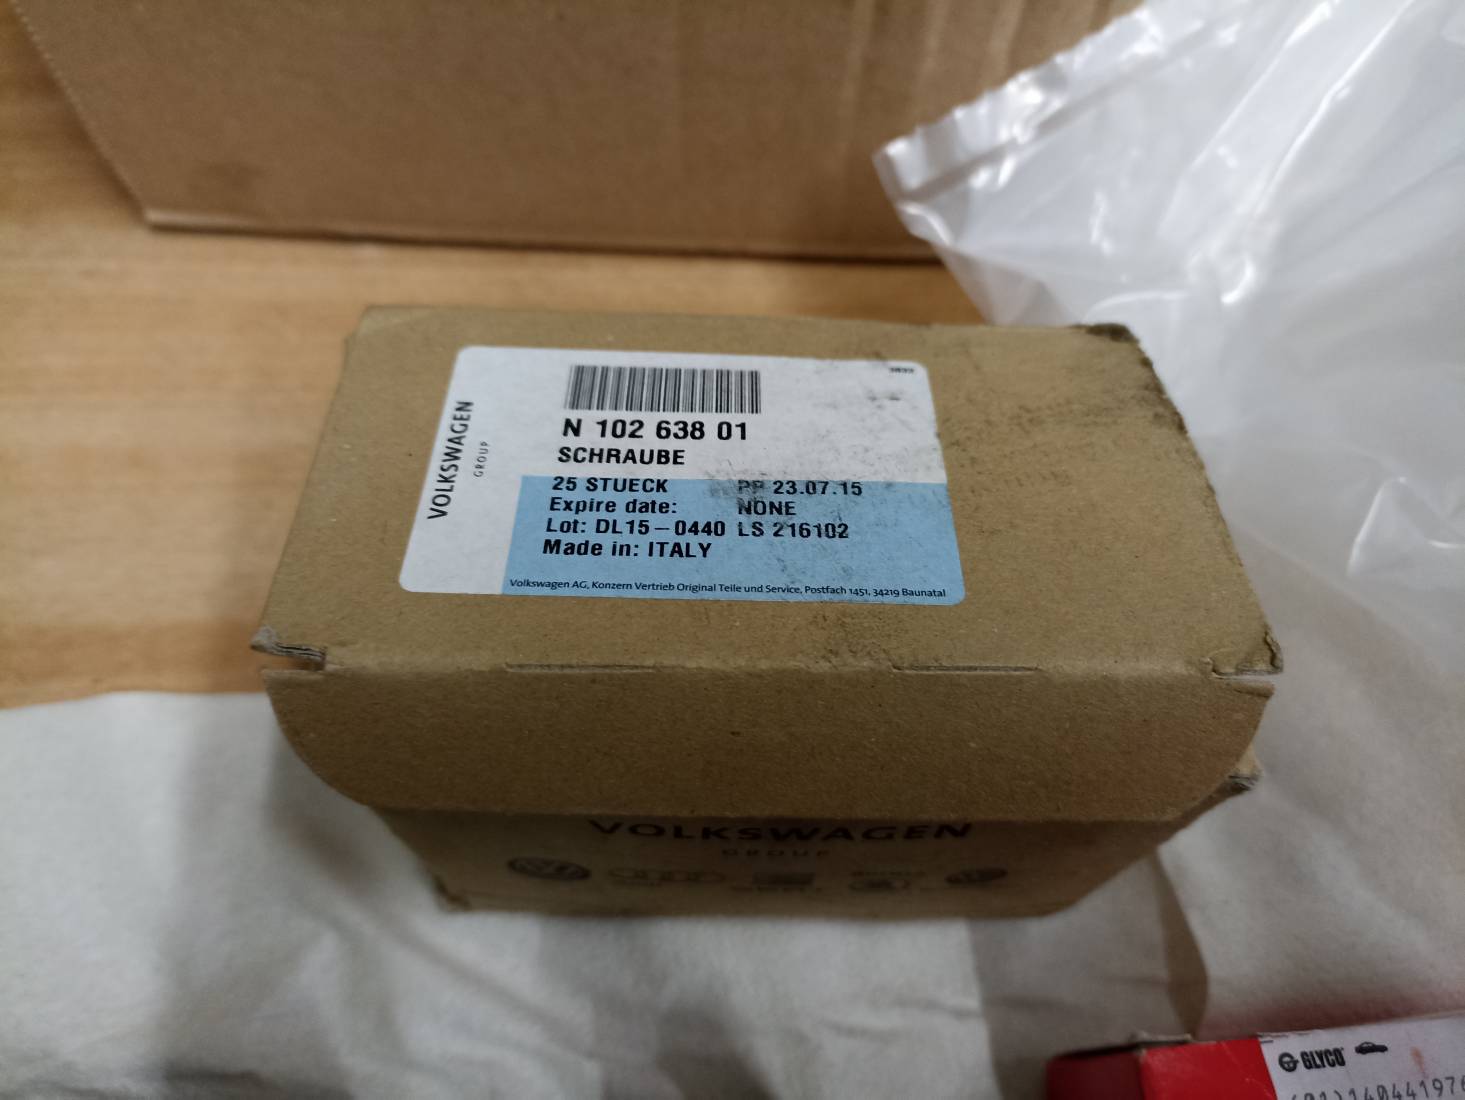 VOLKSWAGEN
GROUP
N 102 638 01
SCHRAUBE
25 STUECK PP 23.07.15
Expire date: NONE
Lot: DL15-0440 LS 216102
Made in: ITALY
Volkswagen AG, Konzern Vertrieb Original Teile und Service, Postfach 1451, 34219 Baunatal
VOLKSWAGEN
GROUP
GLYCO